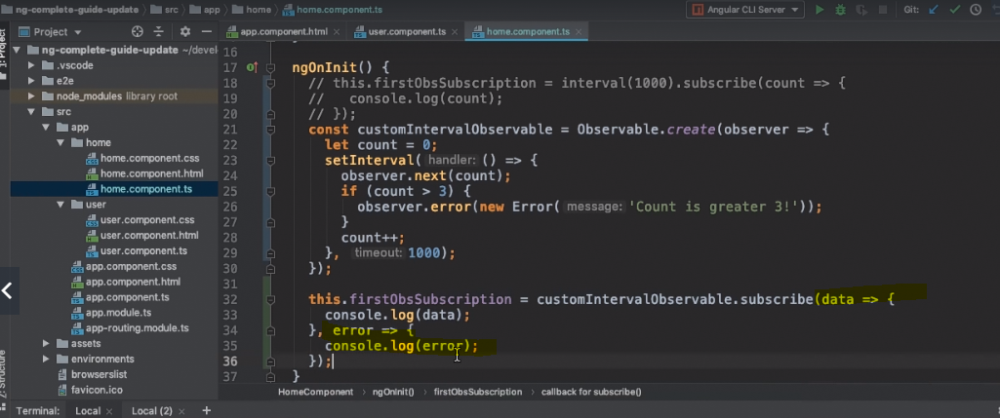 ng-complete-guide-update src app home home.component.ts Angular CLI Server Git:
Project app.component.html user.component.ts home.component.ts
1: Project
ng-complete-guide-update ~/devel
.vscode
e2e
node_modules library root
src
app
home
home.component.css
home.component.html
home.component.ts
user
user.component.css
user.component.html
user.component.ts
app.component.css
app.component.html
app.component.ts
app.module.ts
app-routing.module.ts
assets
environments
browserslist
favicon.ico
Z: Structure
16
17 ngOnInit() {
18 // this.firstObsSubscription = interval(1000).subscribe(count => {
19 //   console.log(count);
20 // });
21 const customIntervalObservable = Observable.create(observer => {
22 let count = 0;
23 setInterval( handler: () => {
24 observer.next(count);
25 if (count > 3) {
26 observer.error(new Error( message: 'Count is greater 3!'));
27 }
28 count++;
29 }, timeout: 1000);
30 });
31
32 this.firstObsSubscription = customIntervalObservable.subscribe(data => {
33 console.log(data);
34 }, error => {
35 console.log(error);
36 });
37 }
HomeComponent ngOnInit() firstObsSubscription callback for subscribe()
Terminal: Local × Local (2) × +